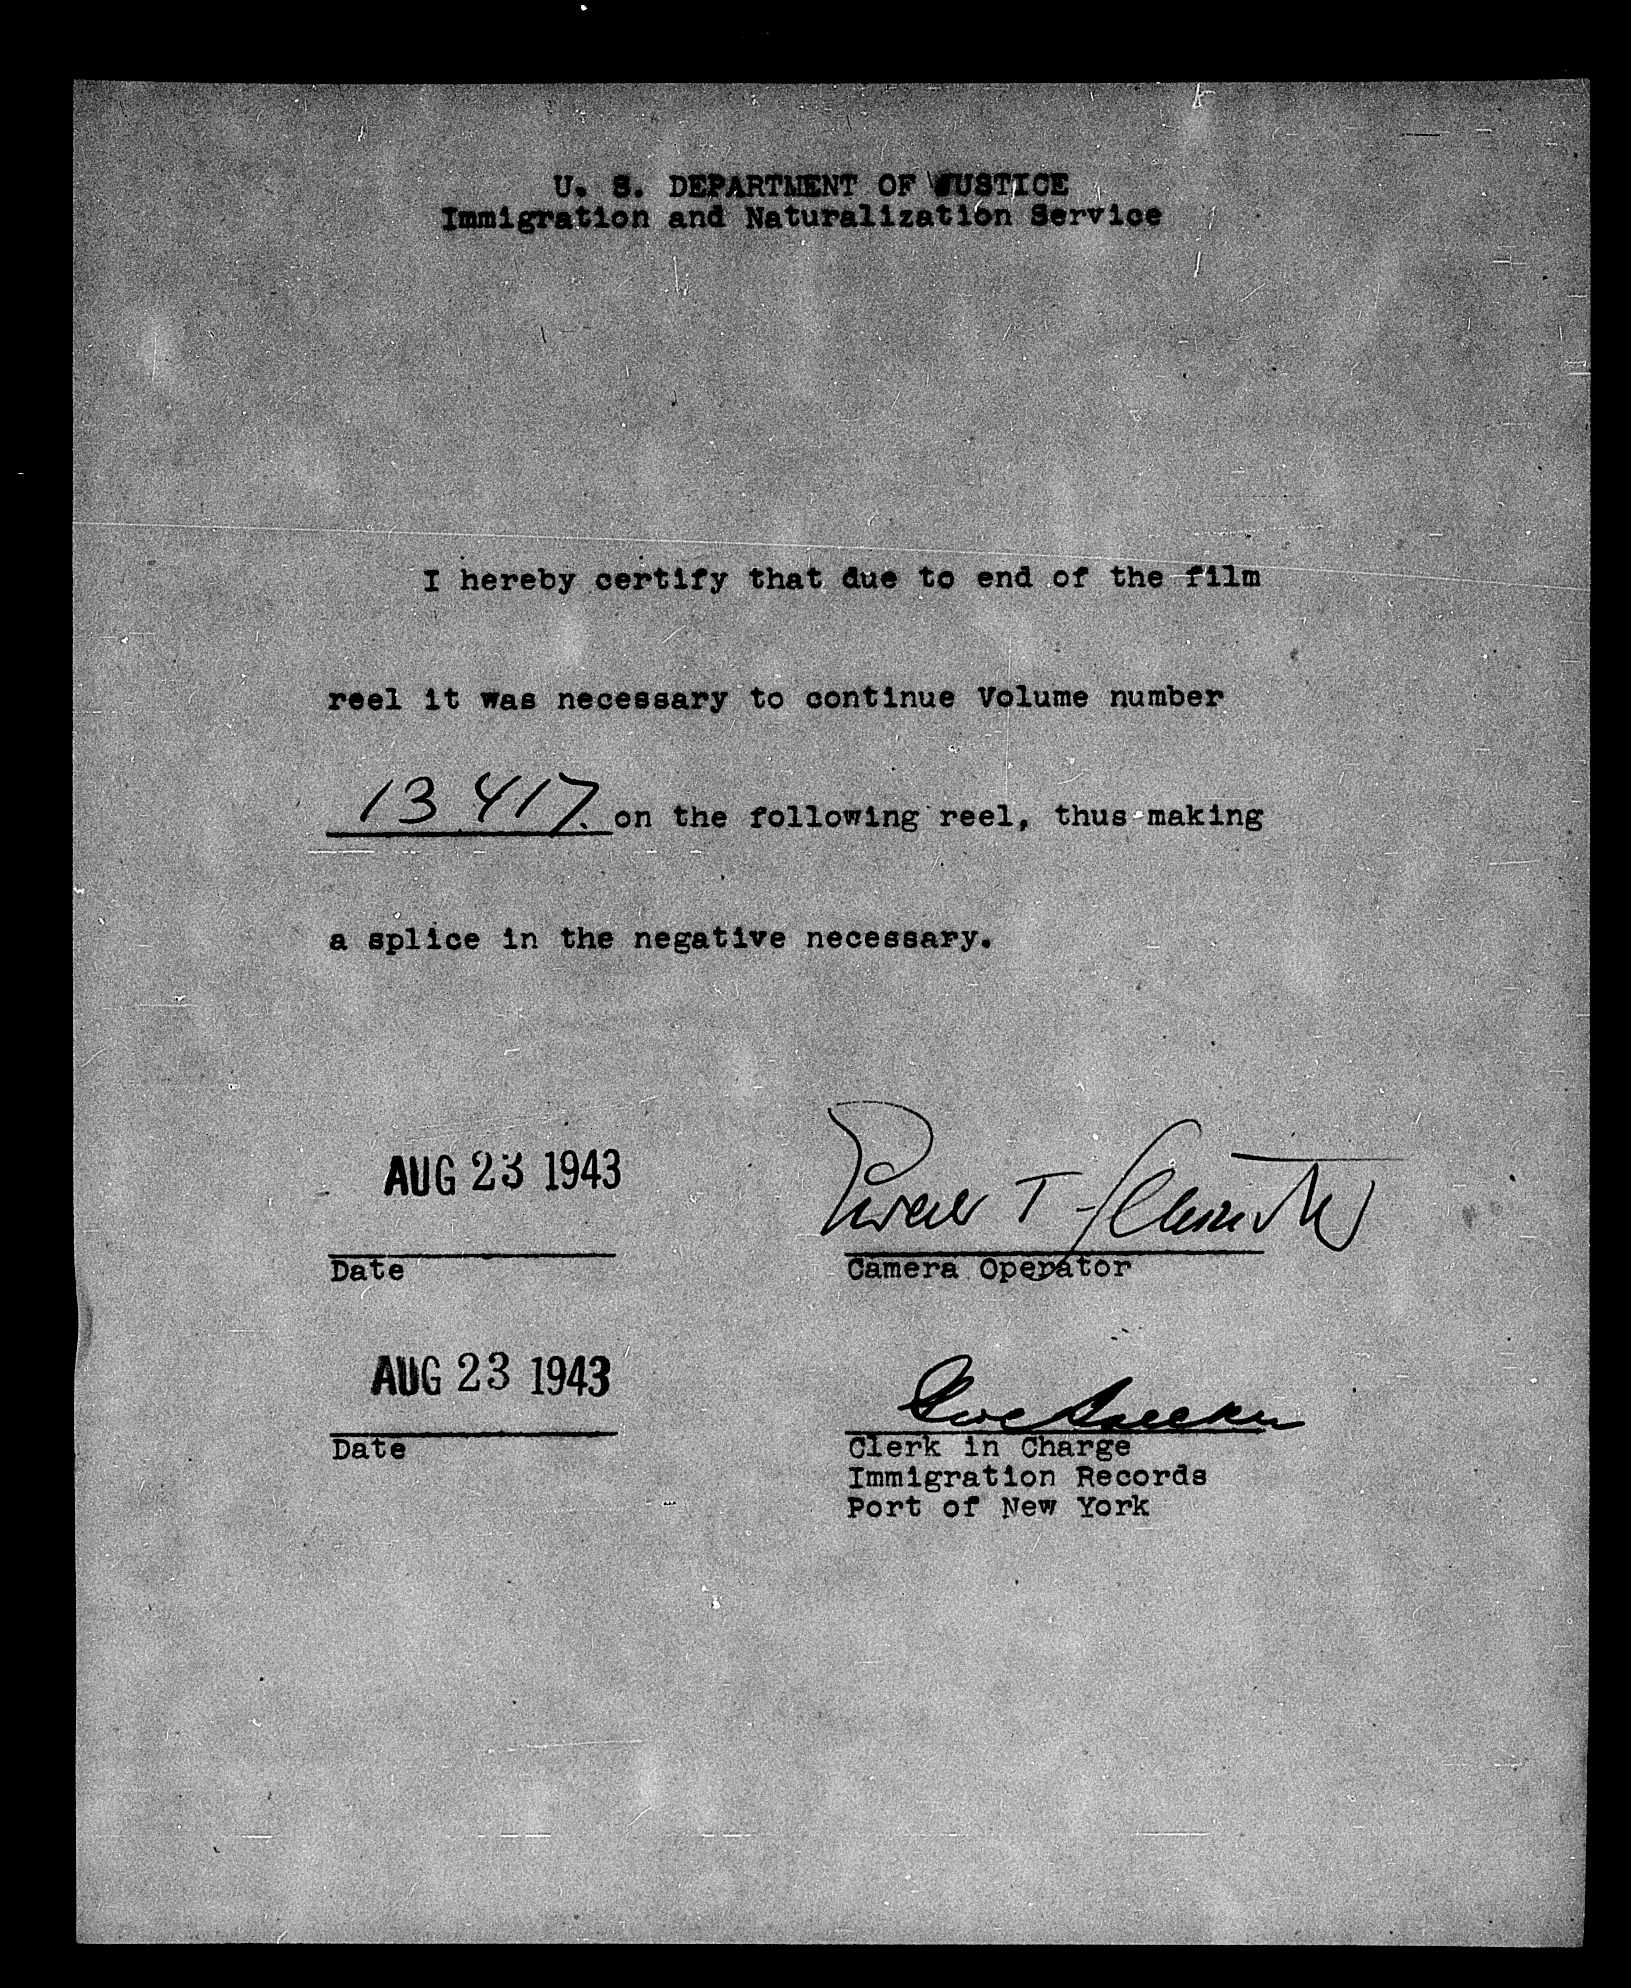 U. S. DEPARTMENT OF JUSTICE
Immigration and Naturalization Service
I hereby certify that due to end of the film
reel it was necessary to continue Volume number
13417 on the following reel, thus making
a splice in the negative necessary.
AUG 23 1943
Date
Camera Operator
AUG 23 1943
Date
Clerk in Charge
Immigration Records
Port of New York